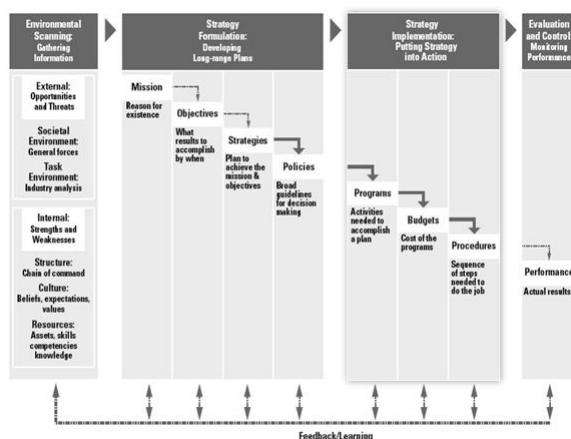 Environmental
Scanning:
Gathering
Information
Strategy
Formulation:
Developing
Long-range Plans
Strategy
Implementation:
Putting Strategy
into Action
Evaluation
and Control:
Monitoring
Performance
External:
Opportunities
and Threats
Societal
Environment:
General forces
Task
Environment:
Industry analysis
Internal:
Strengths and
Weaknesses
Structure:
Chain of command
Culture:
Beliefs, expectations,
values
Resources:
Assets, skills
competencies
knowledge
Mission
Reason for
existence
Objectives
What
results to
accomplish
by when
Strategies
Plan to
achieve the
mission &
objectives
Policies
Broad
guidelines
for decision
making
Programs
Activities
needed to
accomplish
a plan
Budgets
Cost of the
programs
Procedures
Sequence
of steps
needed to
do the job
Performance
Actual results
Feedback/Learning